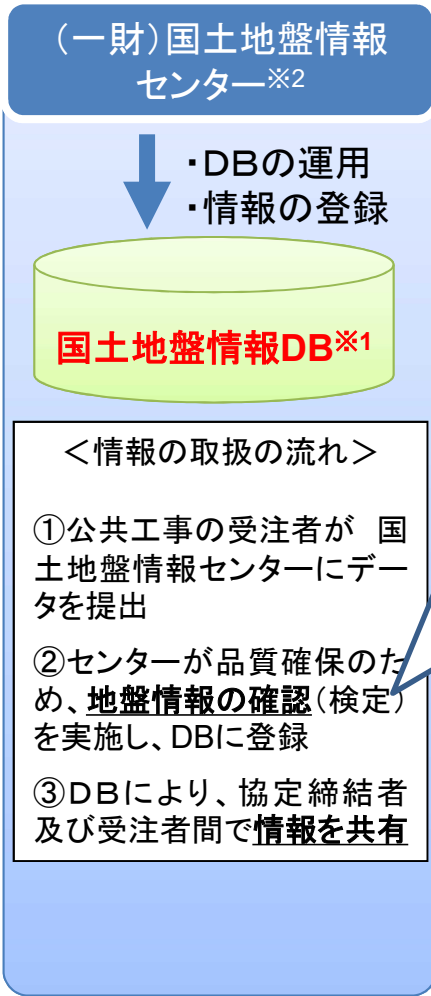 （一財）国土地盤情報
センター※2
・DBの運用
・情報の登録
国土地盤情報DB※1
＜情報の取扱の流れ＞
①公共工事の受注者が　国
土地盤情報センターにデー
タを提出
②センターが品質確保のた
め、地盤情報の確認（検定）
を実施し、DBに登録
③ＤＢにより、協定締結者
及び受注者間で情報を共有